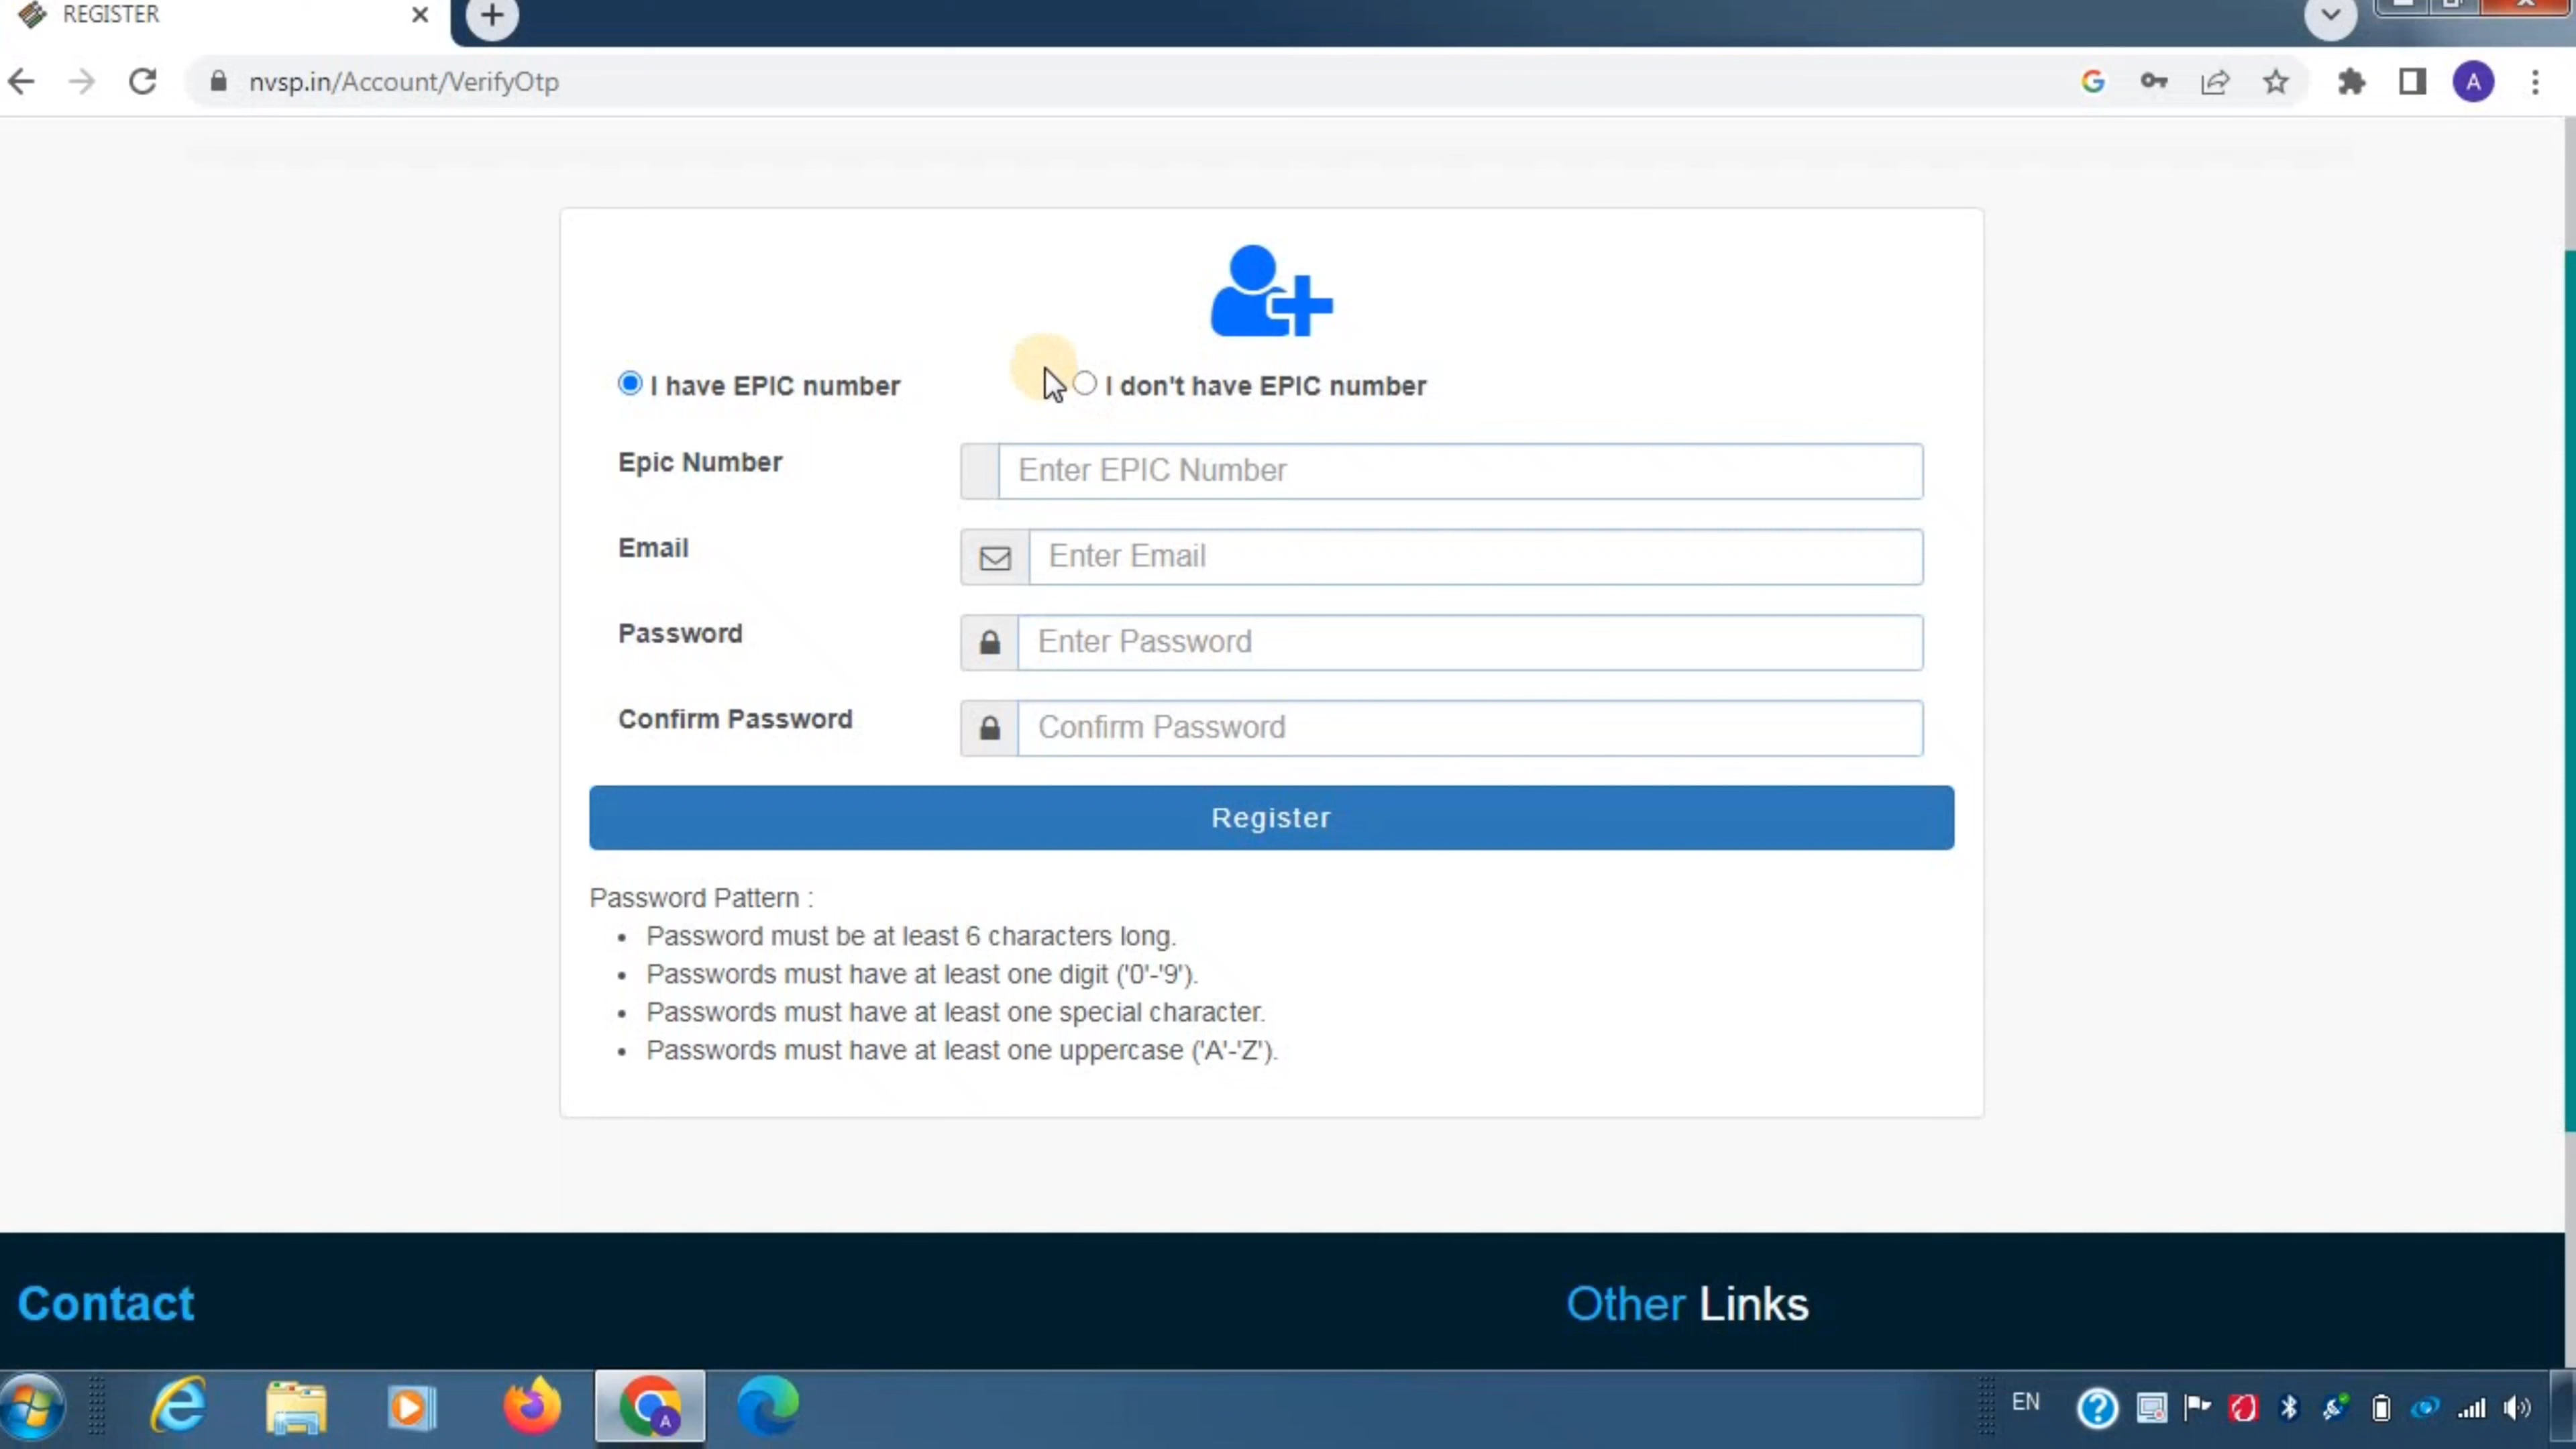 REGISTER
nvsp.in/Account/VerifyOtp
A
I have EPIC number
I don't have EPIC number
Epic Number
Enter EPIC Number
Email
Enter Email
Password
Enter Password
Confirm Password
Confirm Password
Register
Password Pattern :
Password must be at least 6 characters long.
Passwords must have at least one digit ('0'-'9').
Passwords must have at least one special character.
Passwords must have at least one uppercase ('A'-'Z').
Contact
Other Links
A
EN